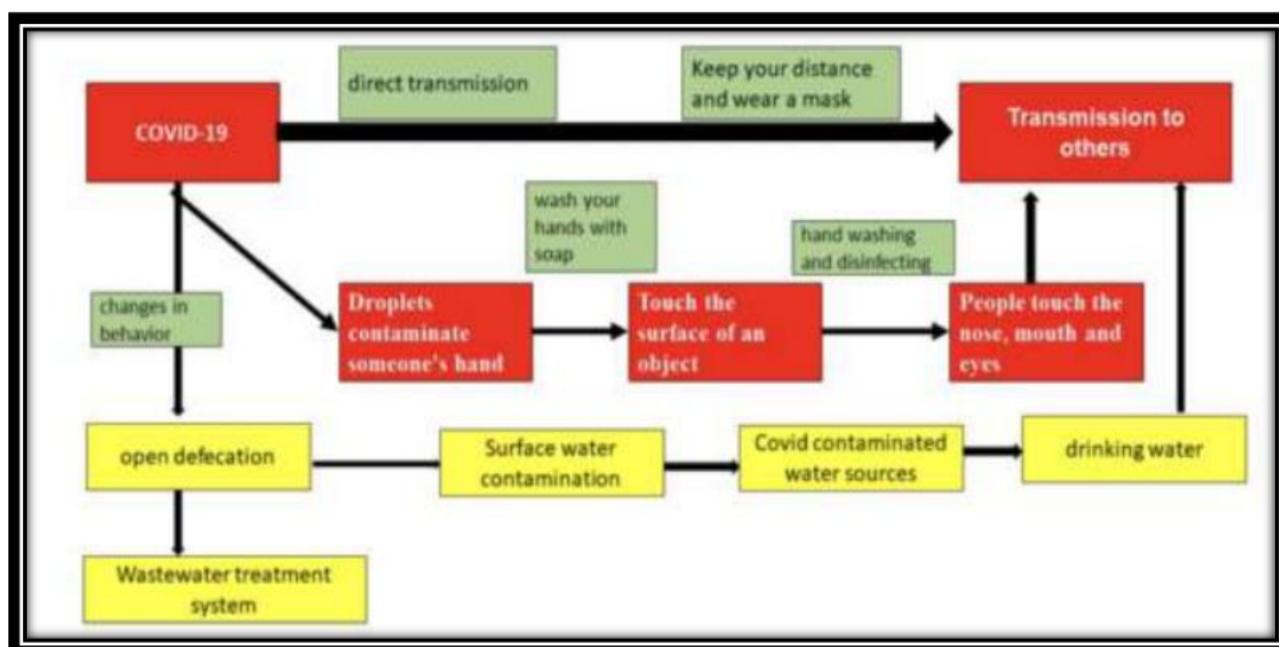 direct transmission
Keep your distance
and wear a mask
COVID-19
Transmission to
others
wash your
hands with
soap
hand washing
and disinfecting
changes in
behavior
Droplets
contaminate
someone's hand
Touch the
surface of an
object
People touch the
nose, mouth and
eyes
open defecation
Surface water
contamination
Covid contaminated
water sources
drinking water
Wastewater treatment
system